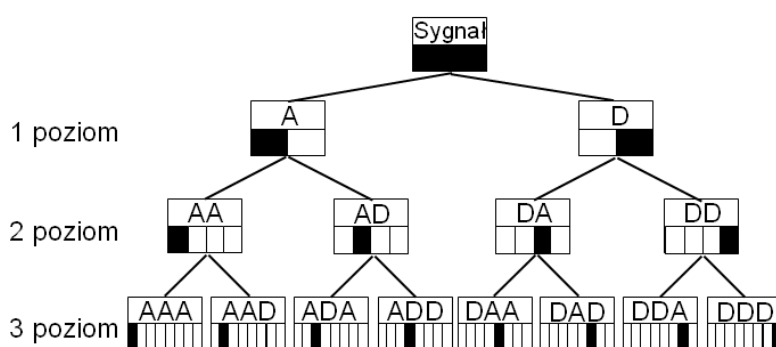 Sygnał
1 poziom
A
D
2 poziom
AA
AD
DA
DD
3 poziom
AAA
AAD
ADA
ADD
DAA
DAD
DDA
DDD